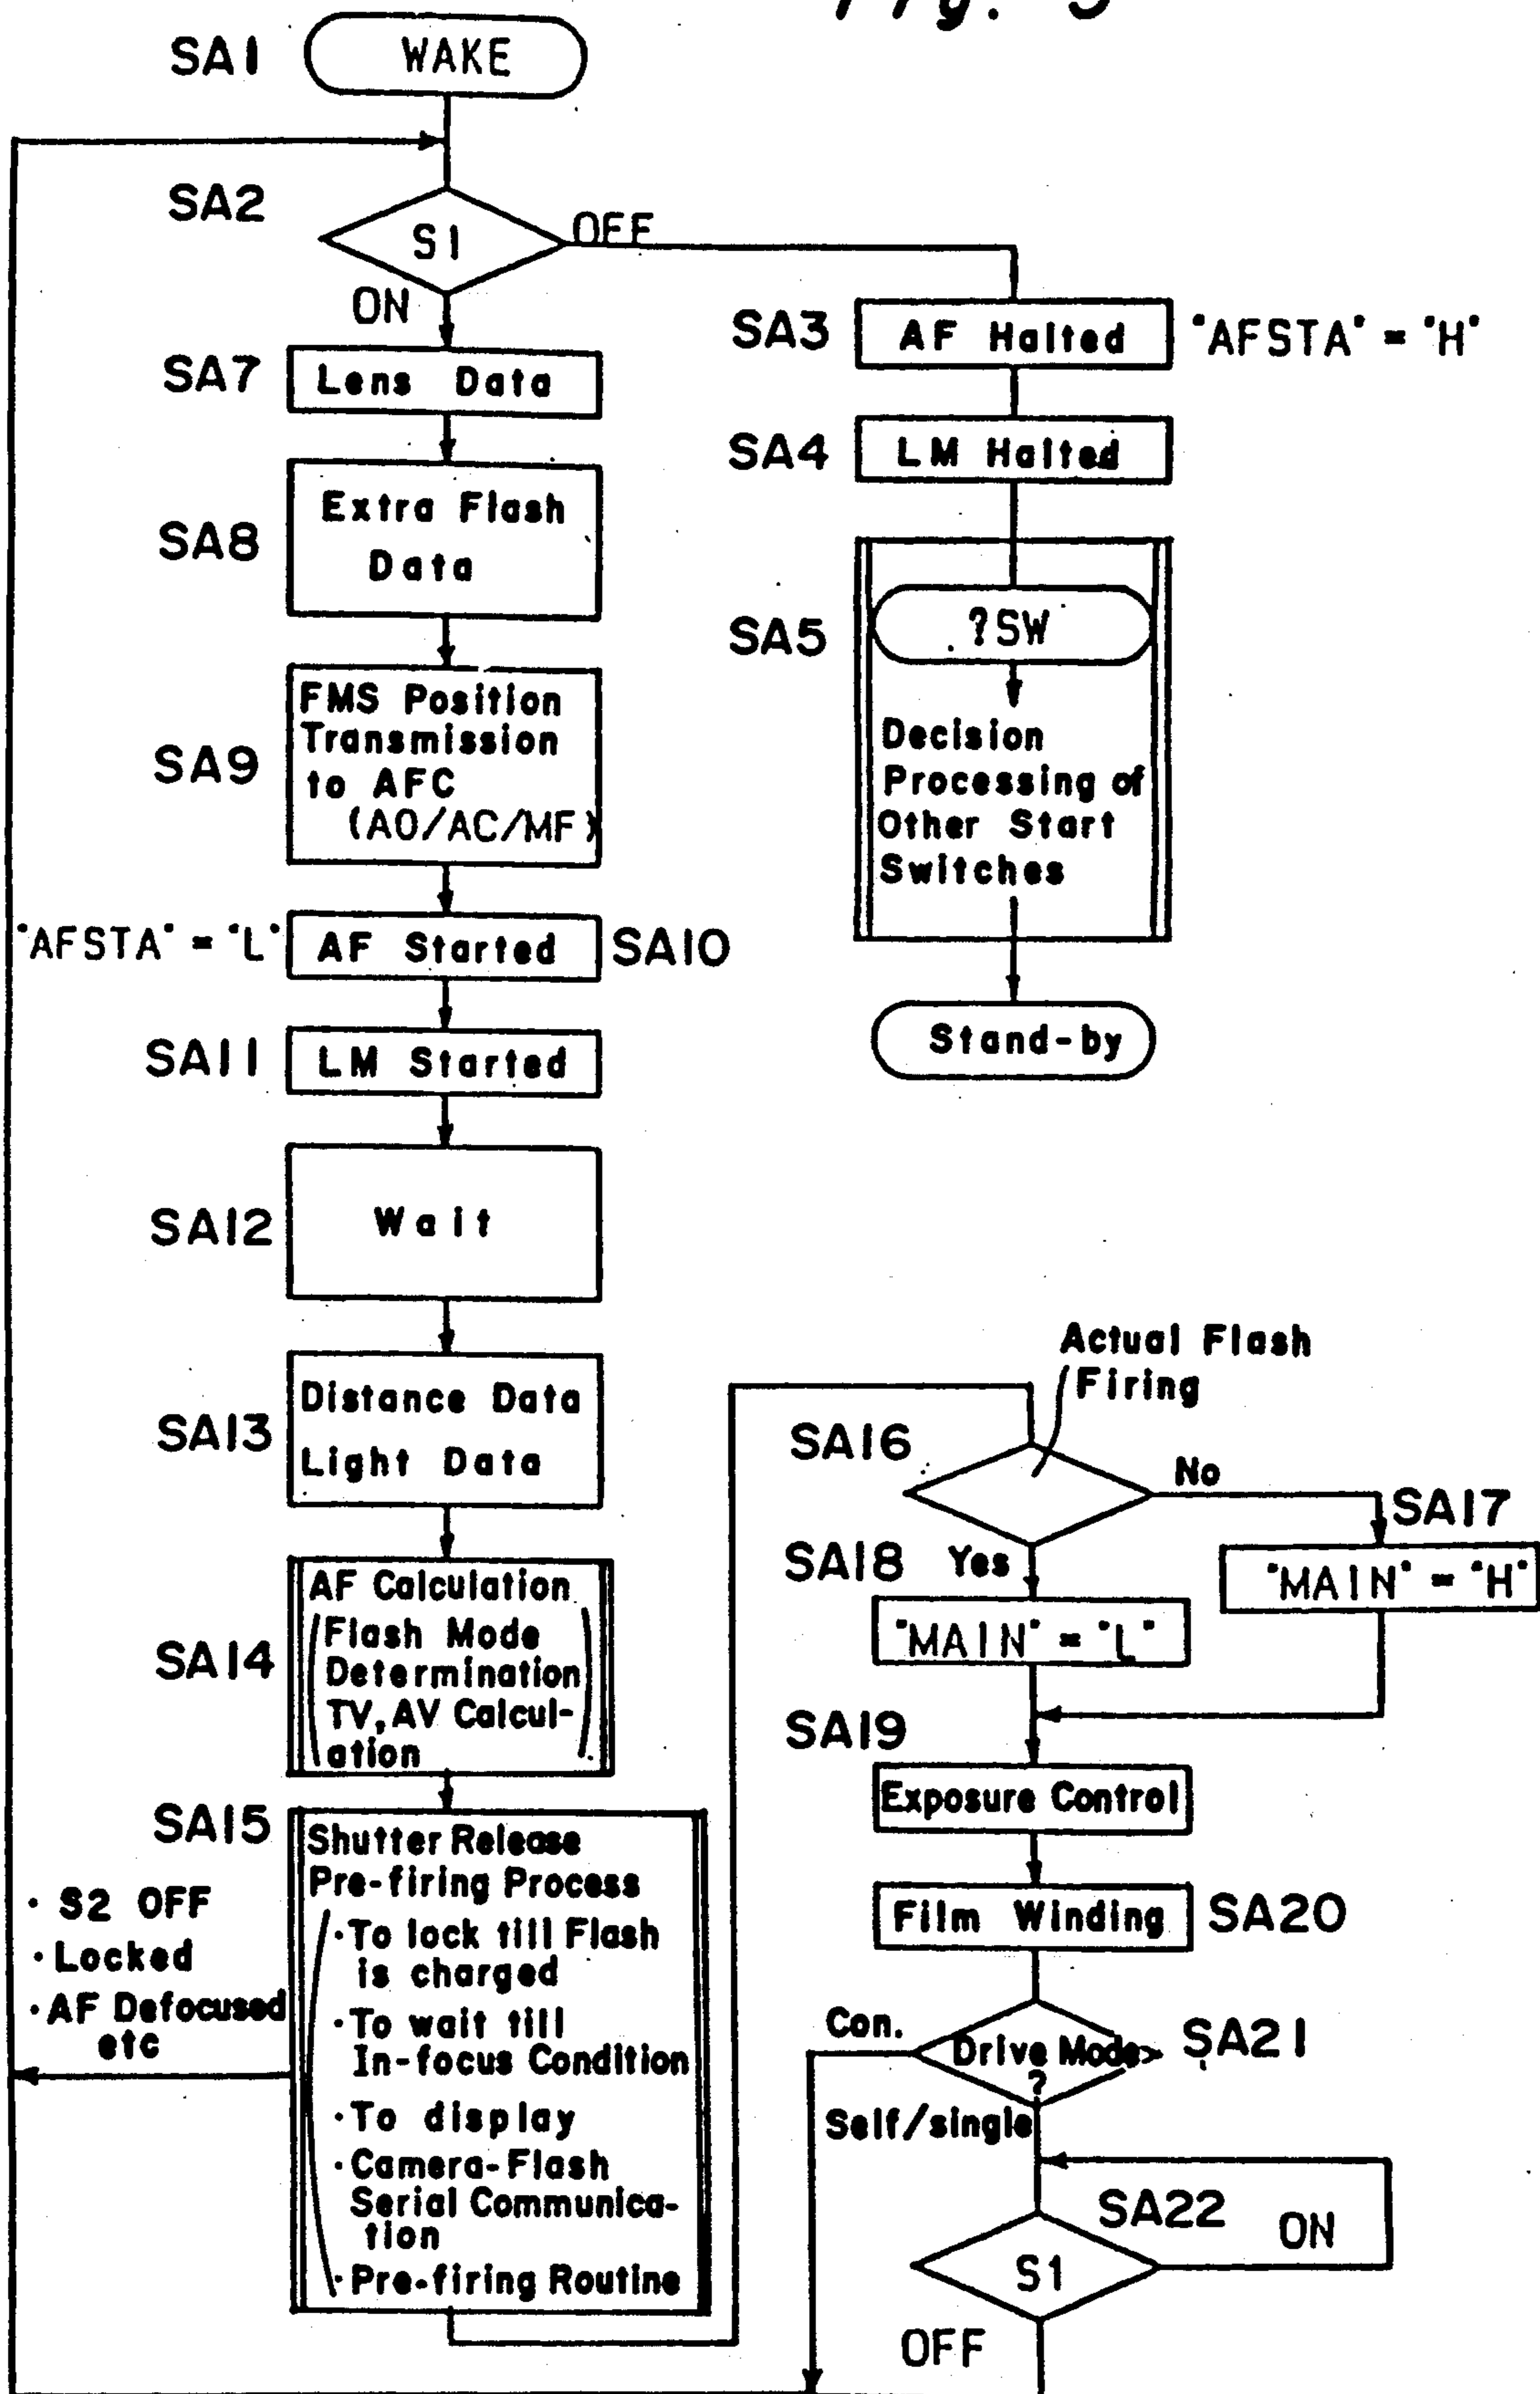 Fig. 5
SA1
WAKE
SA2
S1
OFF
ON
SA3
AF Halted
"AFSTA" = "H"
SA7
Lens Data
SA4
LM Halted
SA8
Extra Flash
Data
SA5
?SW
Decision
Processing of
Other Start
Switches
SA9
FMS Position
Transmission
to AFC
(AO/AC/MF)
"AFSTA" = "L"
AF Started
SA10
Stand-by
SA11
LM Started
SA12
Wait
SA13
Distance Data
Light Data
SA14
AF Calculation
Flash Mode
Determination
TV, AV Calcul-
ation
SA15
Shutter Release
Pre-firing Process
·To lock till Flash
is charged
·To wait till
In-focus Condition
·To display
·Camera-Flash
Serial Communica-
tion
·Pre-firing Routine
· S2 OFF
·Locked
·AF Defocused
etc
Actual Flash
Firing
SA16
No
SA17
"MAIN" = "H"
SA18
Yes
"MAIN" = "L"
SA19
Exposure Control
Film Winding
SA20
Con.
Drive Mode
?
SA21
Self/single
SA22
ON
S1
OFF